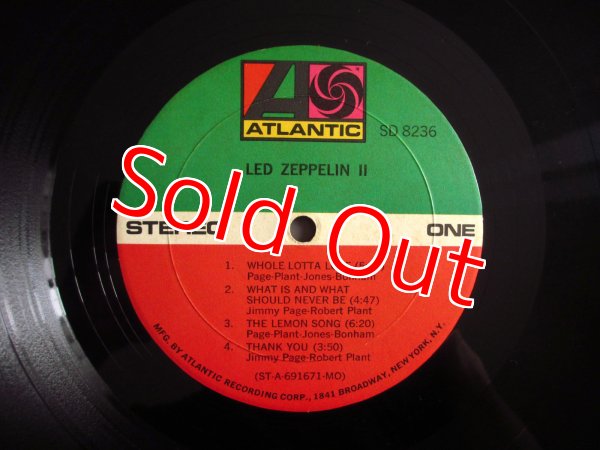 ATLANTIC
SD 8236
LED ZEPPELIN II
Sold Out
STEREO
ONE
1. WHOLE LOTTA
Page-Plant-Jones-Bonham
2. WHAT IS AND WHAT
SHOULD NEVER BE (4:47)
Jimmy Page-Robert Plant
3. THE LEMON SONG (6:20)
Page-Plant-Jones-Bonham
4. THANK YOU (3:50)
Jimmy Page-Robert Plant
(ST-A-691671-MO)
MFG. BY ATLANTIC RECORDING CORP., 1841 BROADWAY, NEW YORK, N.Y.